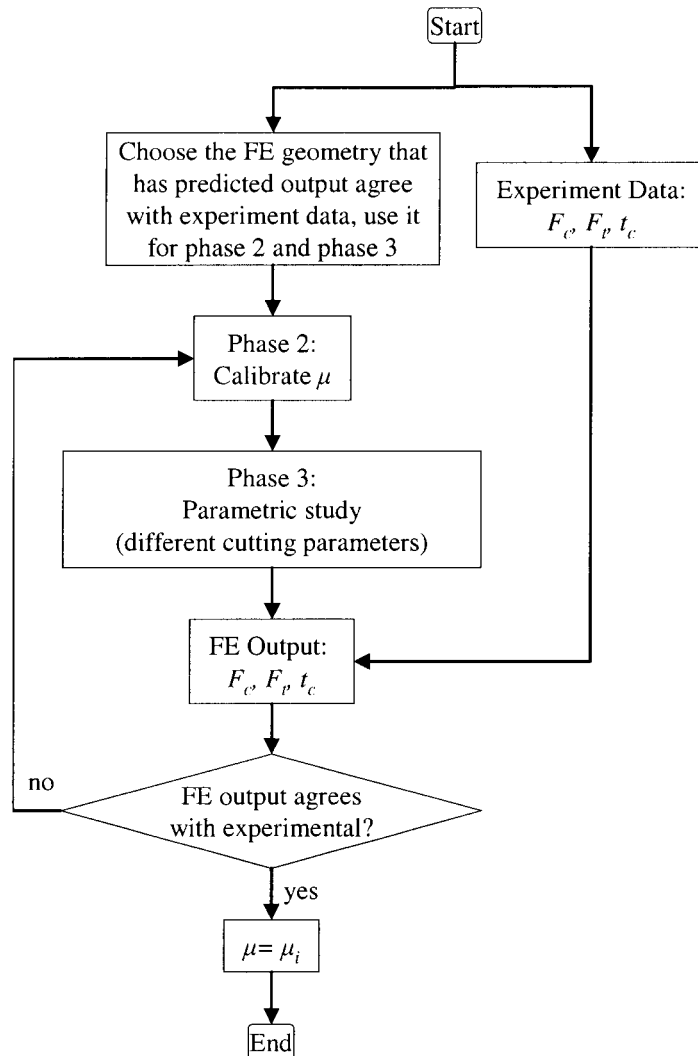 Start
Choose the FE geometry that
has predicted output agree
with experiment data, use it
for phase 2 and phase 3
Experiment Data:
F_c, F_t, t_c
Phase 2:
Calibrate μ
Phase 3:
Parametric study
(different cutting parameters)
FE Output:
F_c, F_t, t_c
no
FE output agrees
with experimental?
yes
μ= μ_i
End